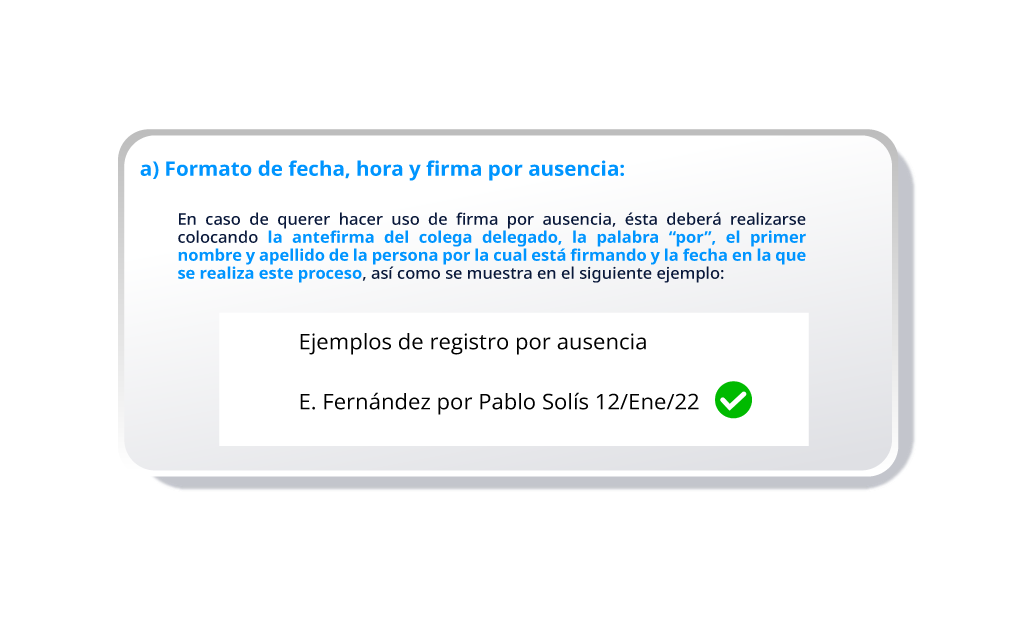 a) Formato de fecha, hora y firma por ausencia:
En caso de querer hacer uso de firma por ausencia, ésta deberá realizarse
colocando la antefirma del colega delegado, la palabra “por”, el primer
nombre y apellido de la persona por la cual está firmando y la fecha en la que
se realiza este proceso, así como se muestra en el siguiente ejemplo:
Ejemplos de registro por ausencia
E. Fernández por Pablo Solís 12/Ene/22